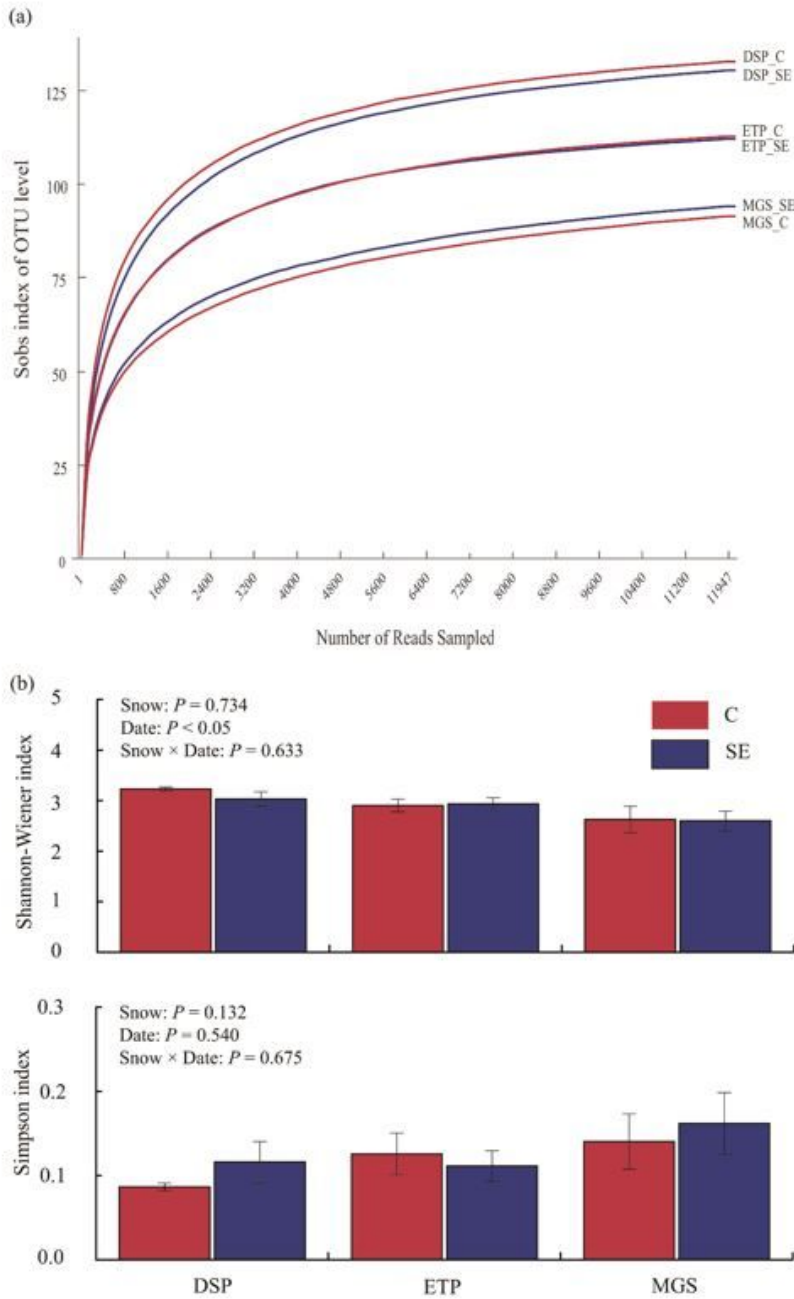 (a)
Sobs index of OTU level
125
100
75
50
25
0
DSP_C
DSP_SE
ETP_C
ETP_SE
MGS_SE
MGS_C
1
800
1600
2400
3200
4000
4800
5600
6400
7200
8000
8800
9600
10400
11200
11947
Number of Reads Sampled
(b)
Shannon-Wiener index
5
4
3
2
1
0
Snow: P = 0.734
Date: P < 0.05
Snow × Date: P = 0.633
C
SE
Simpson index
0.3
0.2
0.1
0.0
Snow: P = 0.132
Date: P = 0.540
Snow × Date: P = 0.675
DSP
ETP
MGS